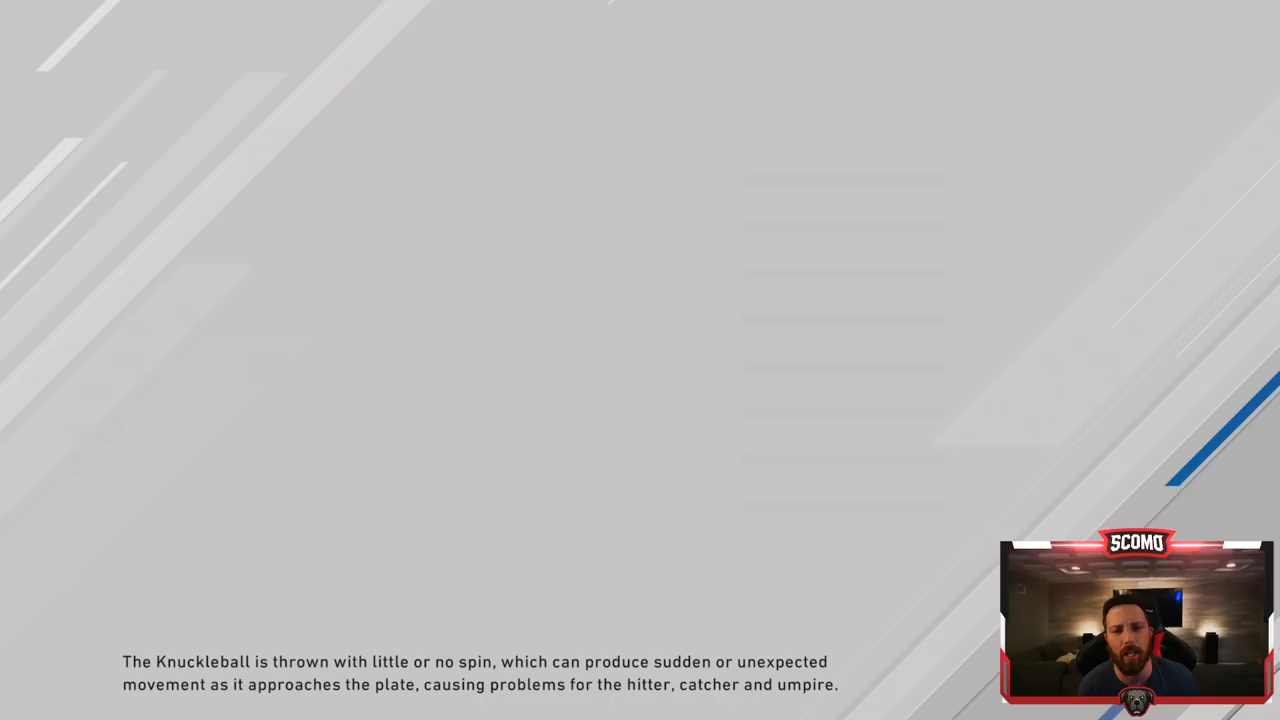 SCOMO
The Knuckleball is thrown with little or no spin, which can produce sudden or unexpected
movement as it approaches the plate, causing problems for the hitter, catcher and umpire.